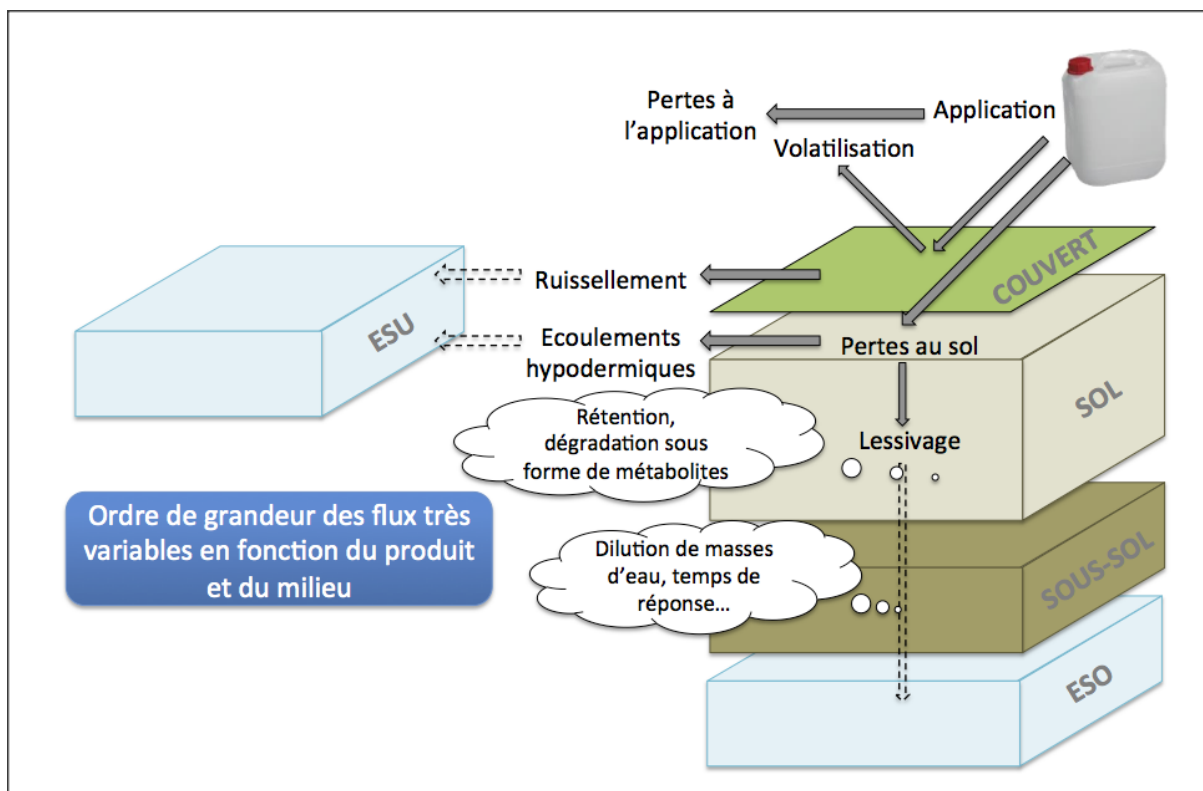 Pertes à
l'application
Application
Volatilisation
COUVERT
Ruissellement
ESU
Ecoulements
hypodermiques
Pertes au sol
SOL
Rétention,
dégradation sous
forme de métabolites
Lessivage
Ordre de grandeur des flux très
variables en fonction du produit
et du milieu
Dilution de masses
d'eau, temps de
réponse...
SOUS-SOL
ESO